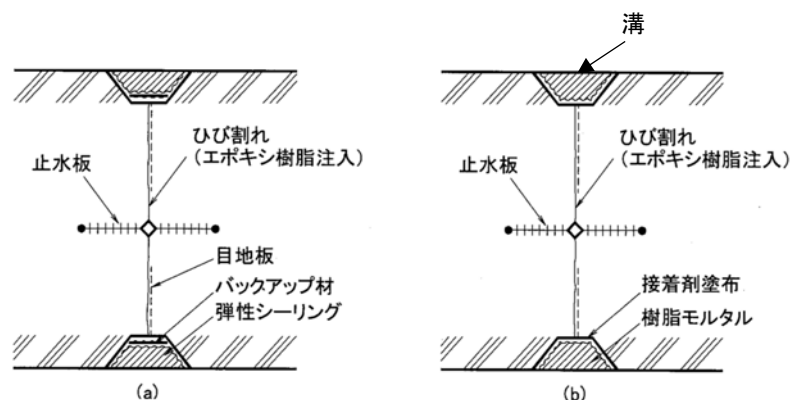 溝
ひび割れ
(エポキシ樹脂注入)
止水板
目地板
バックアップ材
弾性シーリング
(a)
ひび割れ
(エポキシ樹脂注入)
止水板
接着剤塗布
樹脂モルタル
(b)